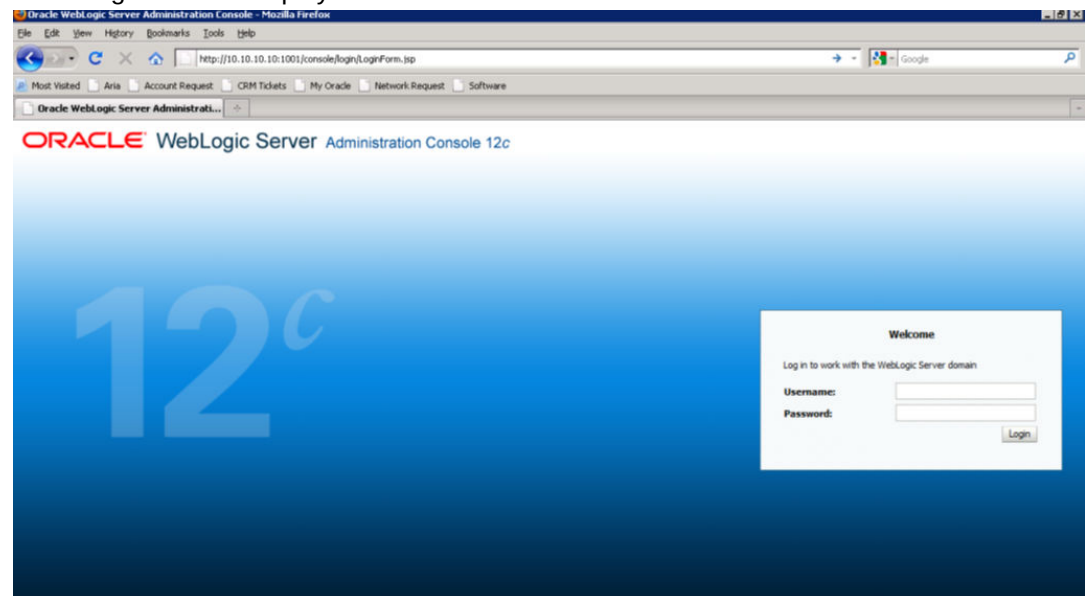 Oracle WebLogic Server Administration Console - Mozilla Firefox
File Edit View History Bookmarks Tools Help
http://10.10.10.10:1001/console/login/LoginForm.jsp
Google
Most Visited Aria Account Request CRM Tickets My Oracle Network Request Software
Oracle WebLogic Server Administrati...
ORACLE WebLogic Server Administration Console 12c
12c
Welcome
Log in to work with the WebLogic Server domain
Username:
Password:
Login